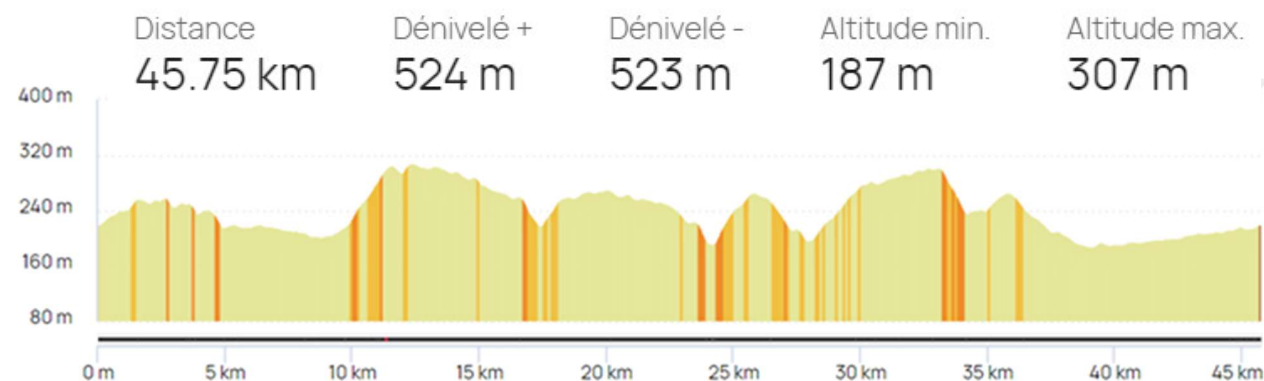 Distance Dénivelé + Dénivelé - Altitude min. Altitude max.
45.75 km 524 m 523 m 187 m 307 m
400 m
320 m
240 m
160 m
80 m
0 m 5 km 10 km 15 km 20 km 25 km 30 km 35 km 40 km 45 km